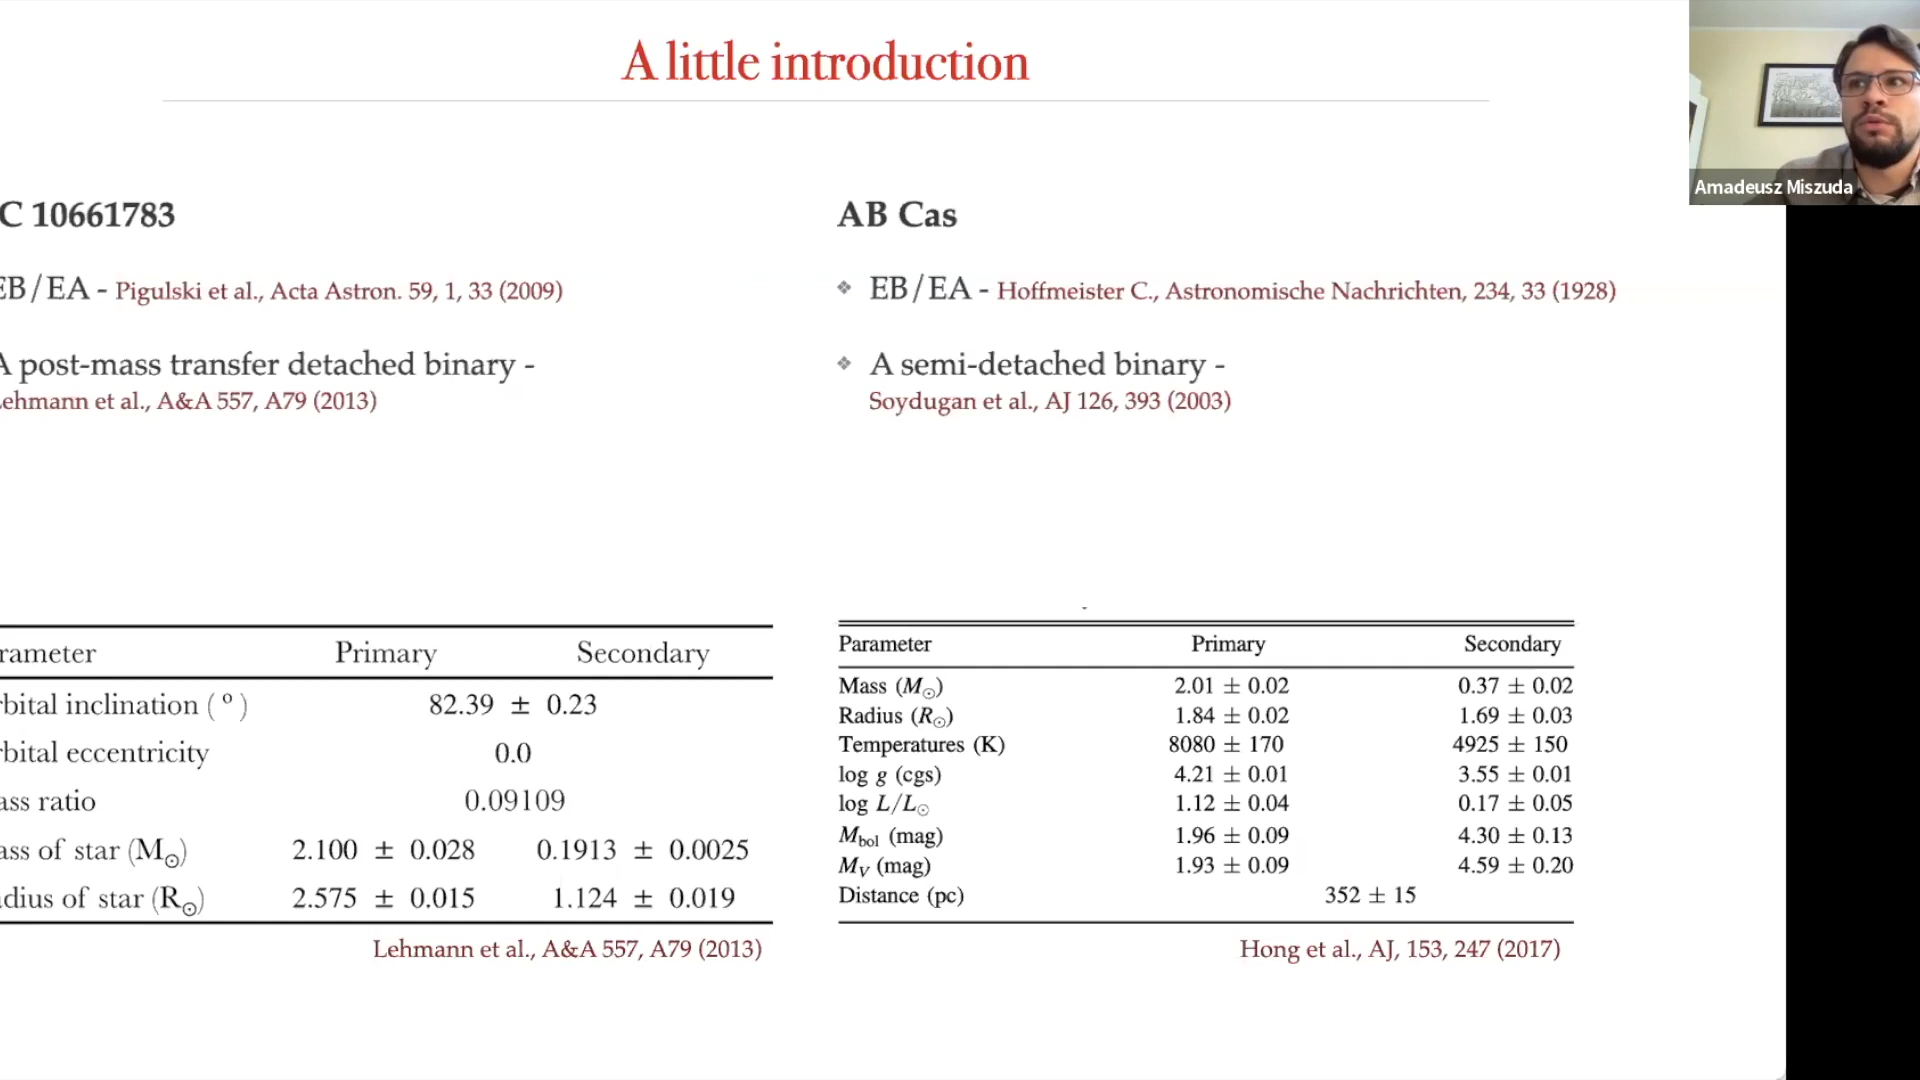 A little introduction
Amadeusz Miszuda
C 10661783
EB/EA - Pigulski et al., Acta Astron. 59, 1, 33 (2009)
A post-mass transfer detached binary -
Lehmann et al., A&A 557, A79 (2013)
AB Cas
❖ EB/EA - Hoffmeister C., Astronomische Nachrichten, 234, 33 (1928)
❖ A semi-detached binary -
Soydugan et al., AJ 126, 393 (2003)
rameter Primary Secondary
rbital inclination ( ° ) 82.39 ± 0.23
rbital eccentricity 0.0
ass ratio 0.09109
ass of star (M⊙) 2.100 ± 0.028 0.1913 ± 0.0025
adius of star (R⊙) 2.575 ± 0.015 1.124 ± 0.019
Lehmann et al., A&A 557, A79 (2013)
Parameter Primary Secondary
Mass (M⊙) 2.01 ± 0.02 0.37 ± 0.02
Radius (R⊙) 1.84 ± 0.02 1.69 ± 0.03
Temperatures (K) 8080 ± 170 4925 ± 150
log g (cgs) 4.21 ± 0.01 3.55 ± 0.01
log L/L⊙ 1.12 ± 0.04 0.17 ± 0.05
Mbol (mag) 1.96 ± 0.09 4.30 ± 0.13
MV (mag) 1.93 ± 0.09 4.59 ± 0.20
Distance (pc) 352 ± 15
Hong et al., AJ, 153, 247 (2017)